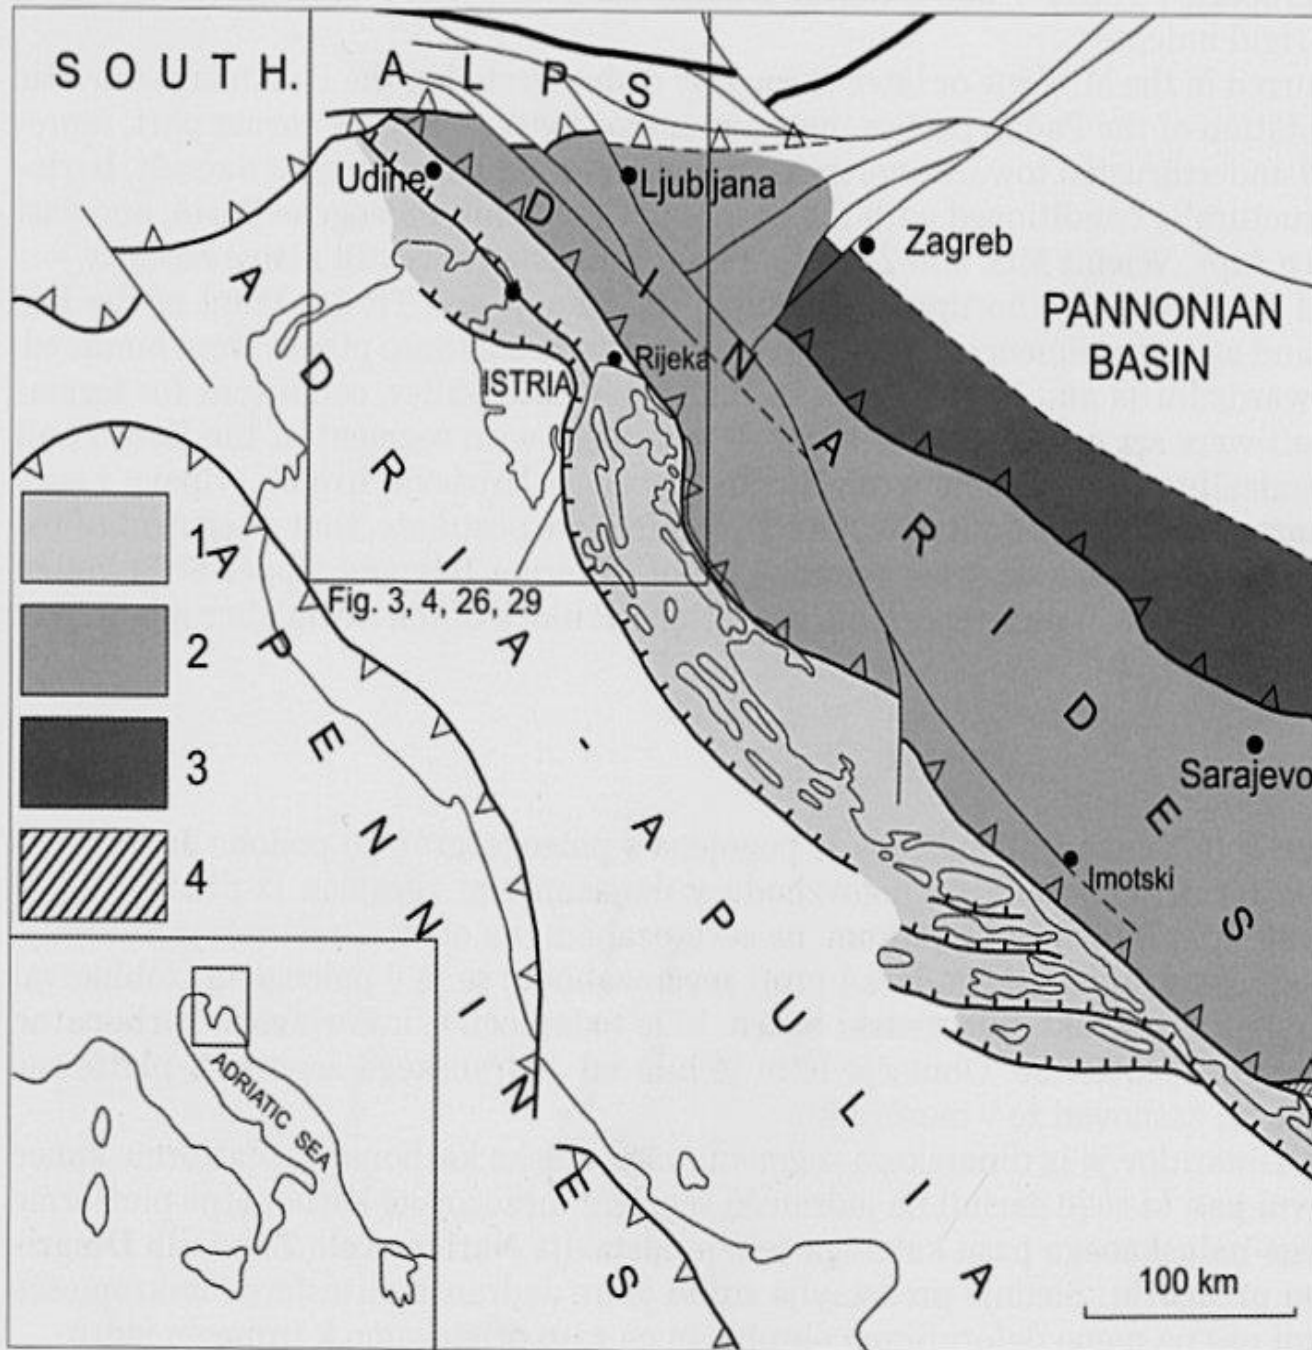 SOUTH. ALPS
Udine
Ljubljana
Zagreb
PANNONIAN
BASIN
DINARIDES
Rijeka
ISTRIA
ADRIA-APULIA
1
2
3
4
Fig. 3, 4, 26, 29
APENNINES
Sarajevo
Imotski
ADRIATIC SEA
100 km